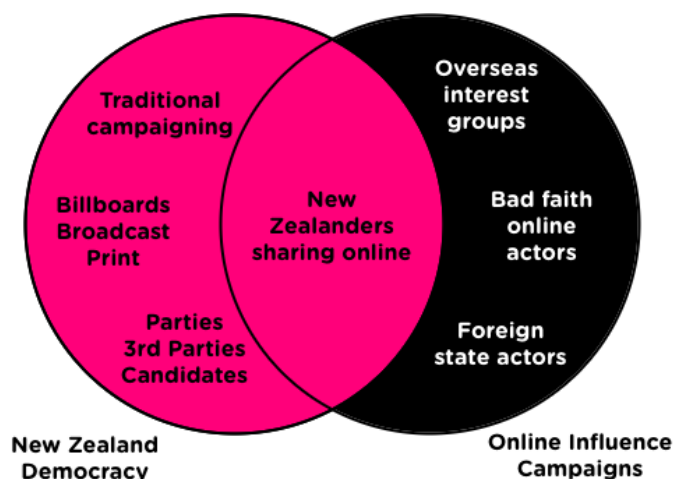 Traditional
campaigning
Billboards
Broadcast
Print
Parties
3rd Parties
Candidates
New
Zealanders
sharing online
Overseas
interest
groups
Bad faith
online
actors
Foreign
state actors
New Zealand
Democracy
Online Influence
Campaigns